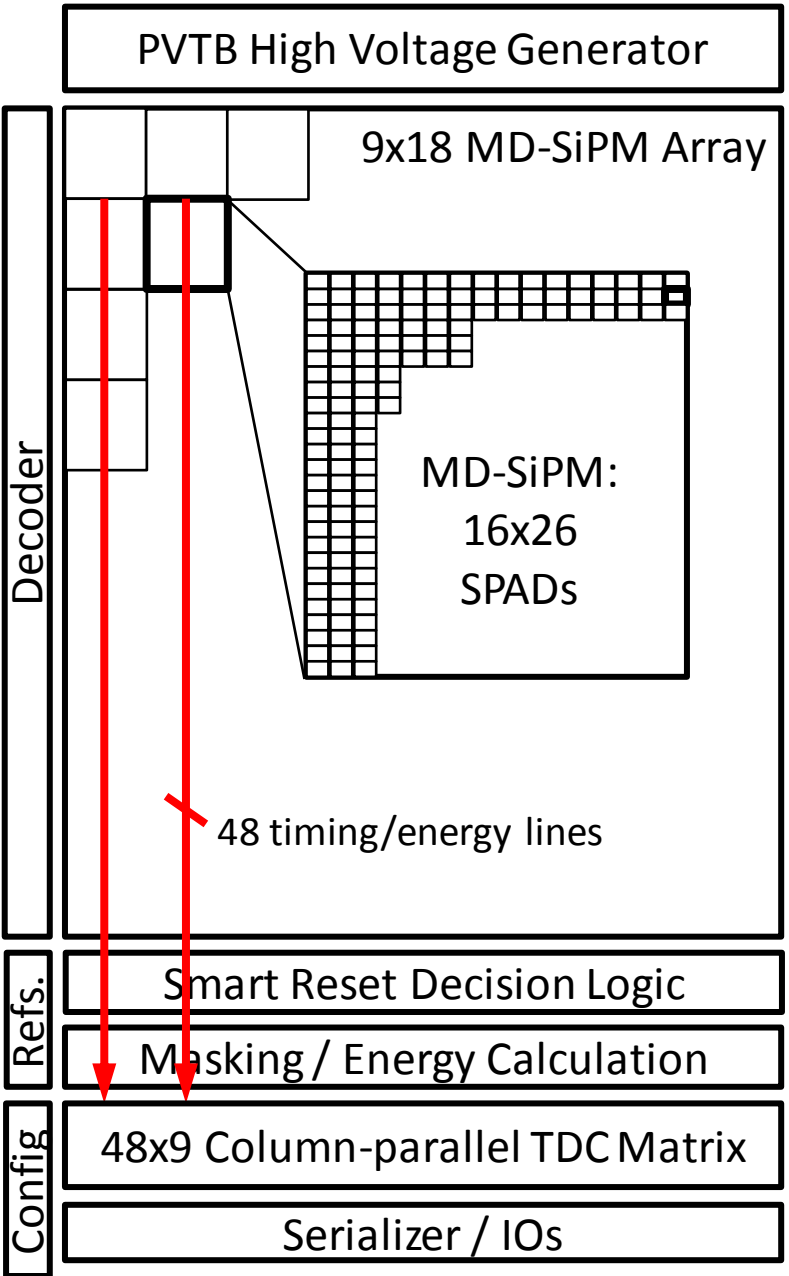 PVTB High Voltage Generator
Decoder
9x18 MD-SiPM Array
MD-SiPM:
16x26
SPADs
48 timing/energy lines
Refs.
Smart Reset Decision Logic
Masking / Energy Calculation
Config
48x9 Column-parallel TDC Matrix
Serializer / IOs